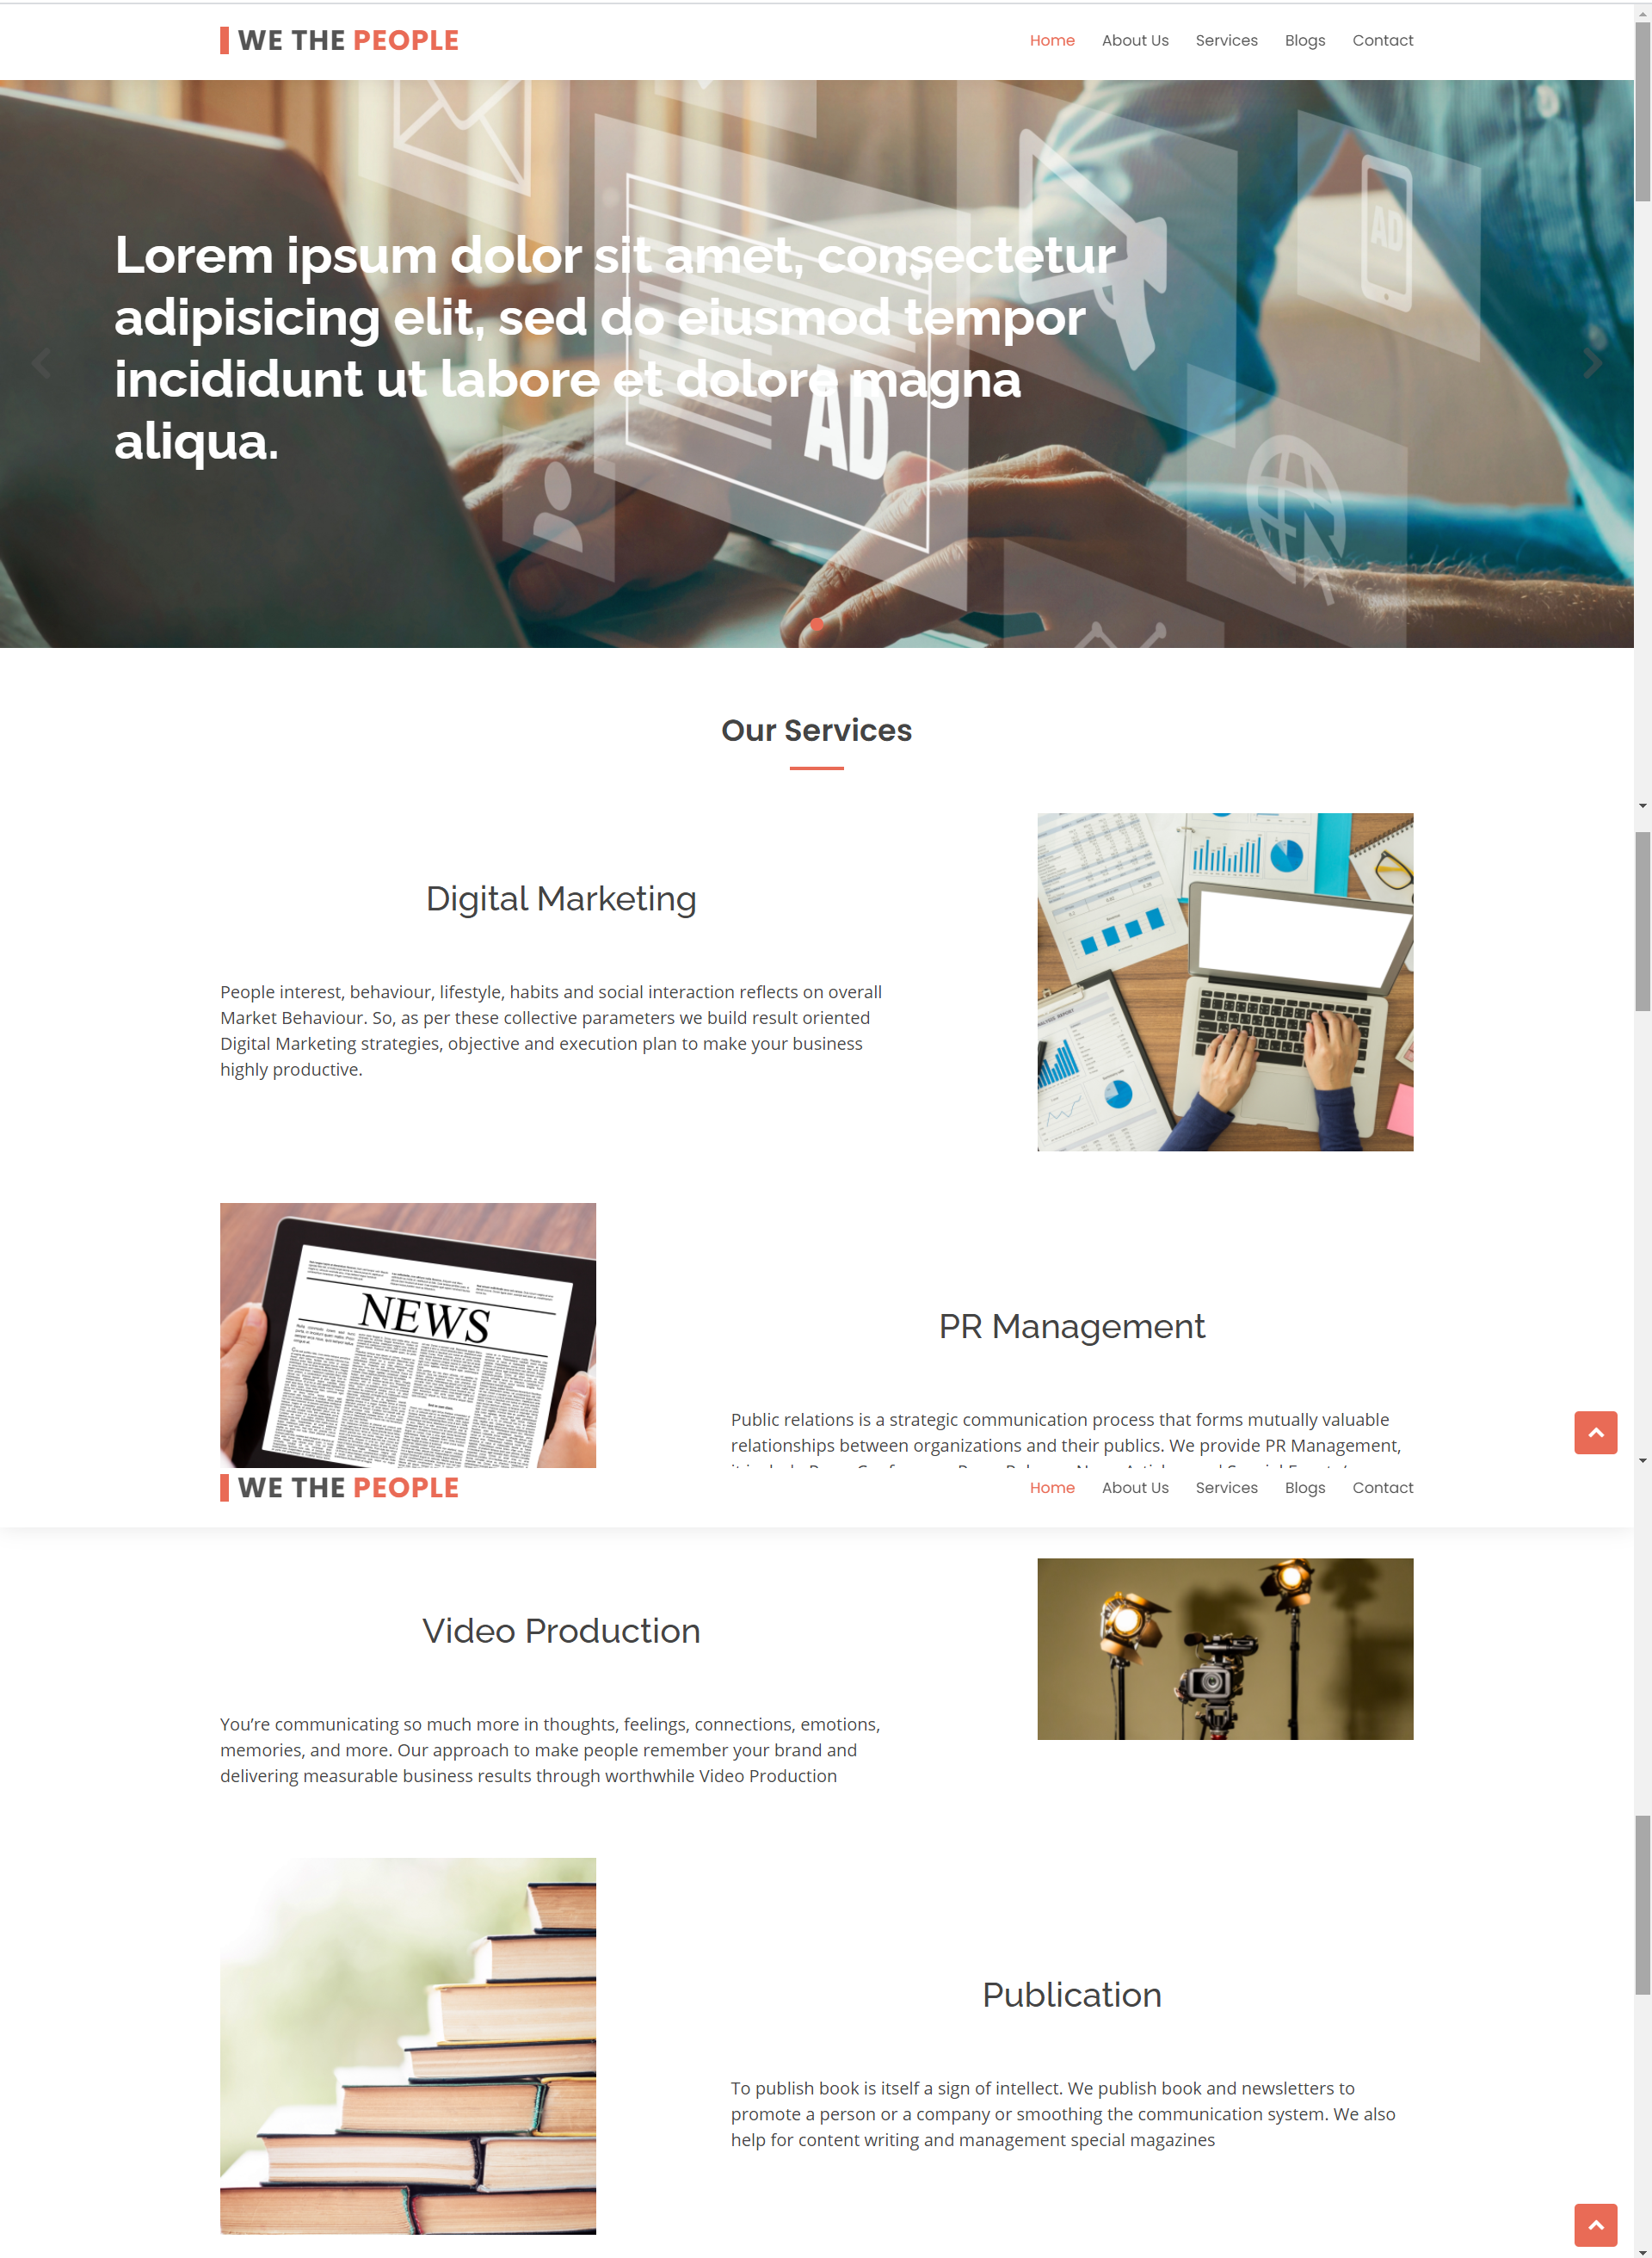 WE THE PEOPLE
Home About Us Services Blogs Contact
Lorem ipsum dolor sit amet, consectetur
adipisicing elit, sed do eiusmod tempor
incididunt ut labore et dolore magna
aliqua.
AD
AD
Our Services
Digital Marketing
People interest, behaviour, lifestyle, habits and social interaction reflects on overall
Market Behaviour. So, as per these collective parameters we build result oriented
Digital Marketing strategies, objective and execution plan to make your business
highly productive.
NEWS
PR Management
Public relations is a strategic communication process that forms mutually valuable
relationships between organizations and their publics. We provide PR Management,
WE THE PEOPLE
Home About Us Services Blogs Contact
Video Production
You’re communicating so much more in thoughts, feelings, connections, emotions,
memories, and more. Our approach to make people remember your brand and
delivering measurable business results through worthwhile Video Production
Publication
To publish book is itself a sign of intellect. We publish book and newsletters to
promote a person or a company or smoothing the communication system. We also
help for content writing and management special magazines